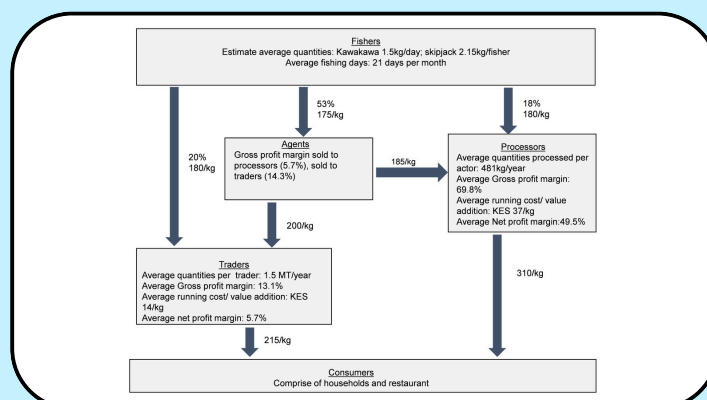 Fishers
Estimate average quantities: Kawakawa 1.5kg/day; skipjack 2.15kg/fisher
Average fishing days: 21 days per month
53%
175/kg
18%
180/kg
20%
180/kg
Agents
Gross profit margin sold to
processors (5.7%), sold to
traders (14.3%)
185/kg
Processors
Average quantities processed per
actor: 481kg/year
Average Gross profit margin:
69.8%
Average running cost/ value
addition: KES 37/kg
Average Net profit margin:49.5%
200/kg
310/kg
Traders
Average quantities per trader: 1.5 MT/year
Average Gross profit margin: 13.1%
Average running cost/ value addition: KES
14/kg
Average net profit margin: 5.7%
215/kg
Consumers
Comprise of households and restaurant